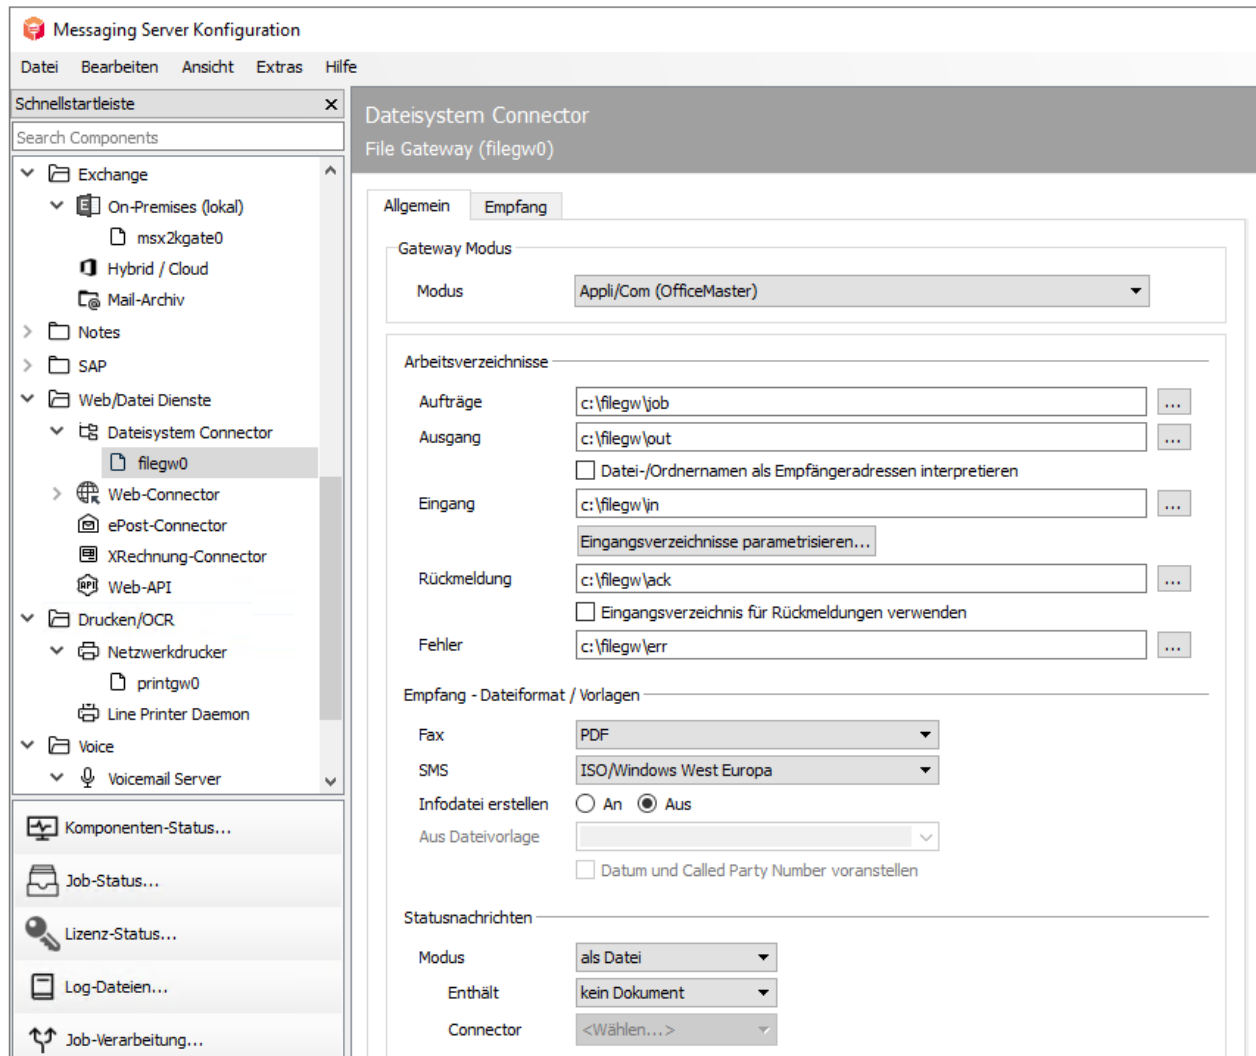 Messaging Server Konfiguration
Datei Bearbeiten Ansicht Extras Hilfe
Schnellstartleiste
Search Components
Exchange
On-Premises (lokal)
msx2kgate0
Hybrid / Cloud
Mail-Archiv
Notes
SAP
Web/Datei Dienste
Dateisystem Connector
filegw0
Web-Connector
ePost-Connector
XRechnung-Connector
API Web-API
Drucken/OCR
Netzwerkdrucker
printgw0
Line Printer Daemon
Voice
Voicemail Server
Komponenten-Status...
Job-Status...
Lizenz-Status...
Log-Dateien...
Job-Verarbeitung...
Dateisystem Connector
File Gateway (filegw0)
Allgemein Empfang
Gateway Modus
Modus Appli/Com (OfficeMaster)
Arbeitsverzeichnisse
Aufträge c:\filegw\job ...
Ausgang c:\filegw\out ...
Datei-/Ordnernamen als Empfängeradressen interpretieren
Eingang c:\filegw\in ...
Eingangsverzeichnisse parametrisieren...
Rückmeldung c:\filegw\ack ...
Eingangsverzeichnis für Rückmeldungen verwenden
Fehler c:\filegw\err ...
Empfang - Dateiformat / Vorlagen
Fax PDF
SMS ISO/Windows West Europa
Infodatei erstellen An Aus
Aus Dateivorlage
Datum und Called Party Number voranstellen
Statusnachrichten
Modus als Datei
Enthält kein Dokument
Connector <Wählen...>